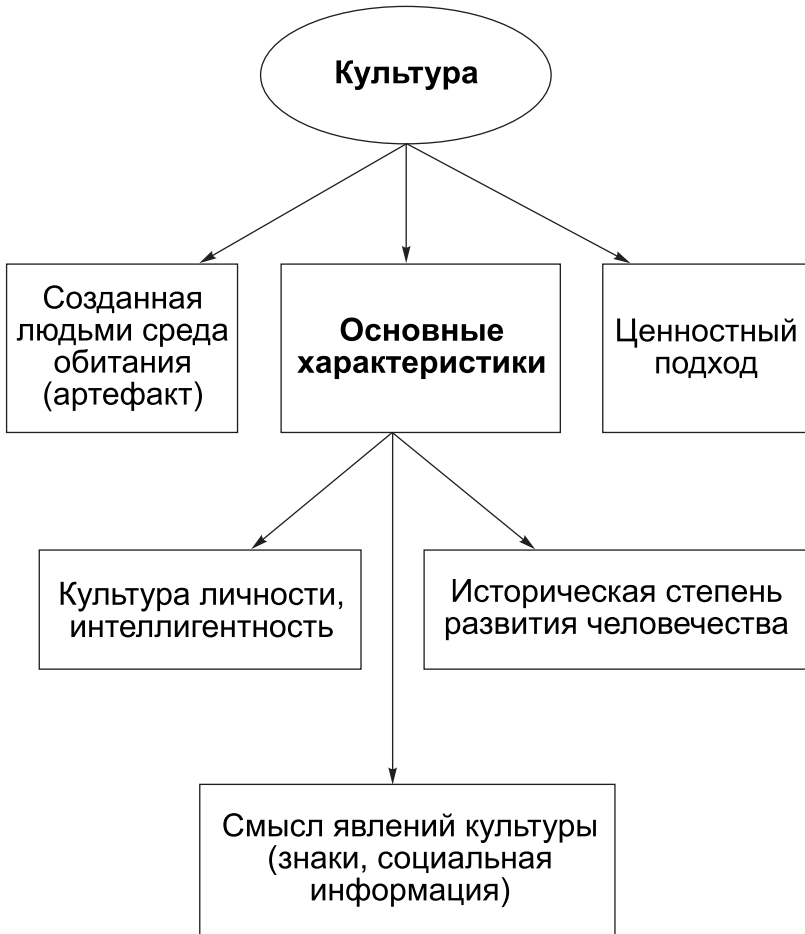 Культура
Созданная
людьми среда
обитания
(артефакт)
Основные
характеристики
Ценностный
подход
Культура личности,
интеллигентность
Историческая степень
развития человечества
Смысл явлений культуры
(знаки, социальная
информация)